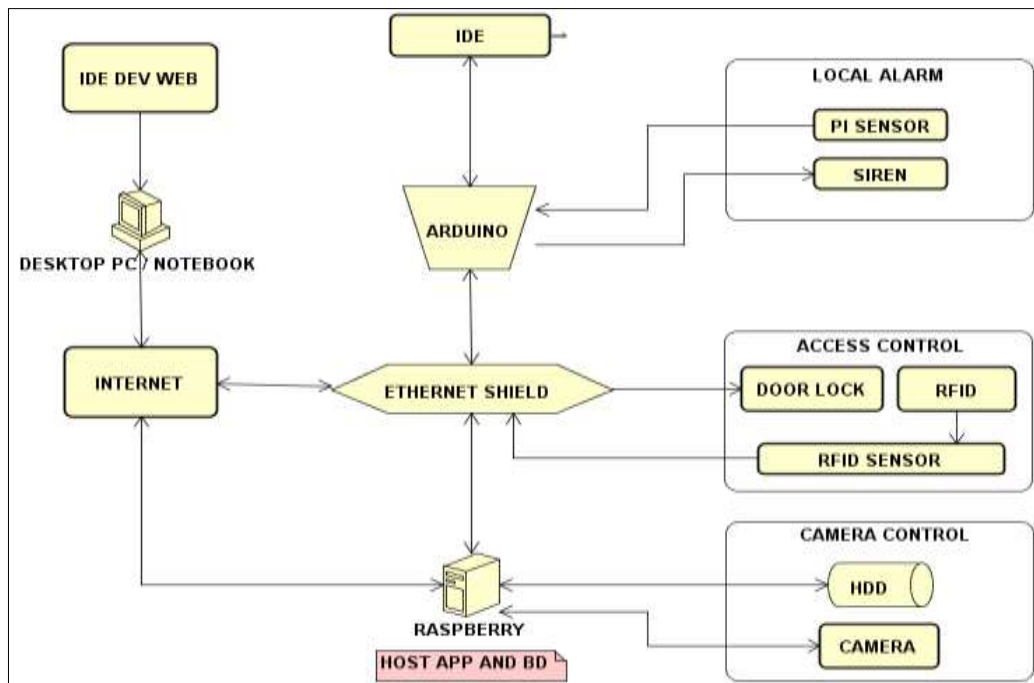 IDE
IDE DEV WEB
LOCAL ALARM
PI SENSOR
SIREN
ARDUINO
DESKTOP PC / NOTEBOOK
INTERNET
ETHERNET SHIELD
ACCESS CONTROL
DOOR LOCK
RFID
RFID SENSOR
CAMERA CONTROL
HDD
RASPBERRY
CAMERA
HOST APP AND BD